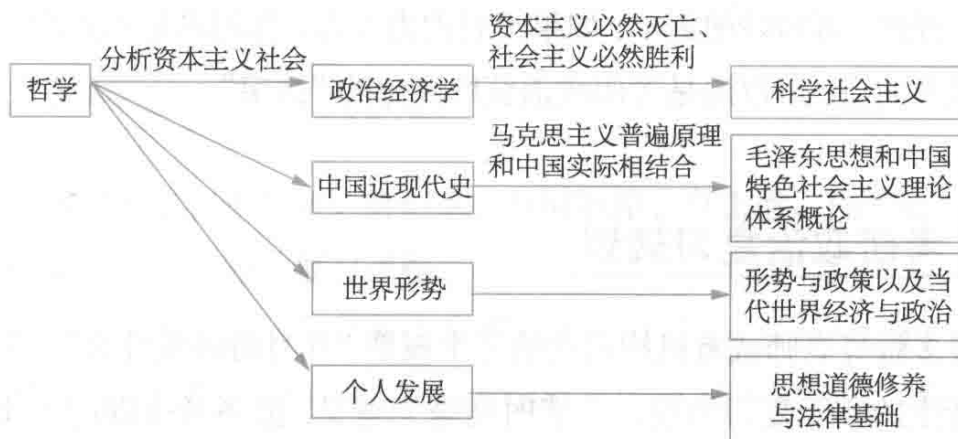 资本主义必然灭亡、
分析资本主义社会
社会主义必然胜利
哲学
政治经济学
科学社会主义
马克思主义普遍原理
和中国实际相结合
中国近现代史
毛泽东思想和中国
特色社会主义理论
体系概论
世界形势
形势与政策以及当
代世界经济与政治
个人发展
思想道德修养
与法律基础